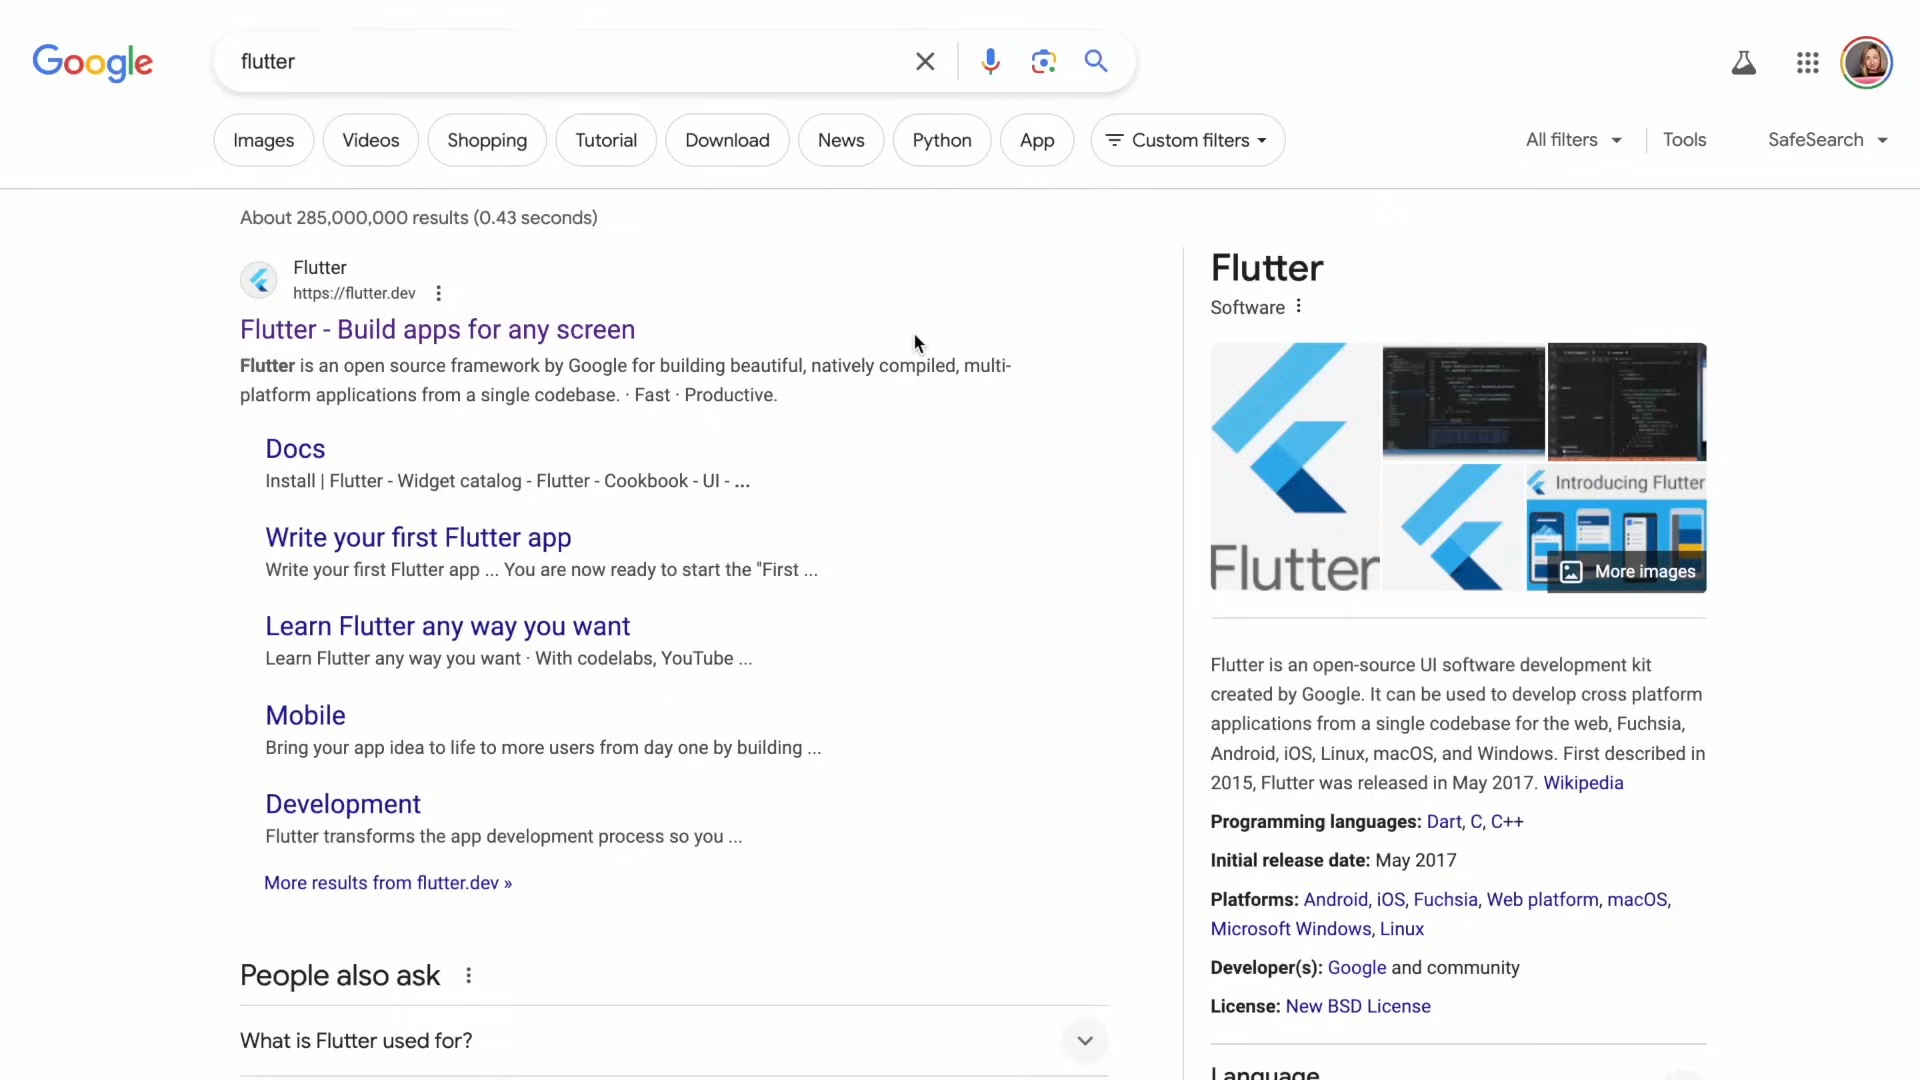 Google
flutter
Images
Videos
Shopping
Tutorial
Download
News
Python
App
Custom filters
All filters
Tools
SafeSearch
About 285,000,000 results (0.43 seconds)
Flutter
https://flutter.dev
Flutter - Build apps for any screen
Flutter is an open source framework by Google for building beautiful, natively compiled, multi-
platform applications from a single codebase. · Fast · Productive.
Docs
Install | Flutter - Widget catalog - Flutter - Cookbook - UI - ...
Write your first Flutter app
Write your first Flutter app ... You are now ready to start the "First ...
Learn Flutter any way you want
Learn Flutter any way you want · With codelabs, YouTube ...
Mobile
Bring your app idea to life to more users from day one by building ...
Development
Flutter transforms the app development process so you ...
More results from flutter.dev »
People also ask
What is Flutter used for?
Flutter
Software
Flutter
Introducing Flutter
More images
Flutter is an open-source UI software development kit
created by Google. It can be used to develop cross platform
applications from a single codebase for the web, Fuchsia,
Android, iOS, Linux, macOS, and Windows. First described in
2015, Flutter was released in May 2017. Wikipedia
Programming languages: Dart, C, C++
Initial release date: May 2017
Platforms: Android, iOS, Fuchsia, Web platform, macOS,
Microsoft Windows, Linux
Developer(s): Google and community
License: New BSD License
Language